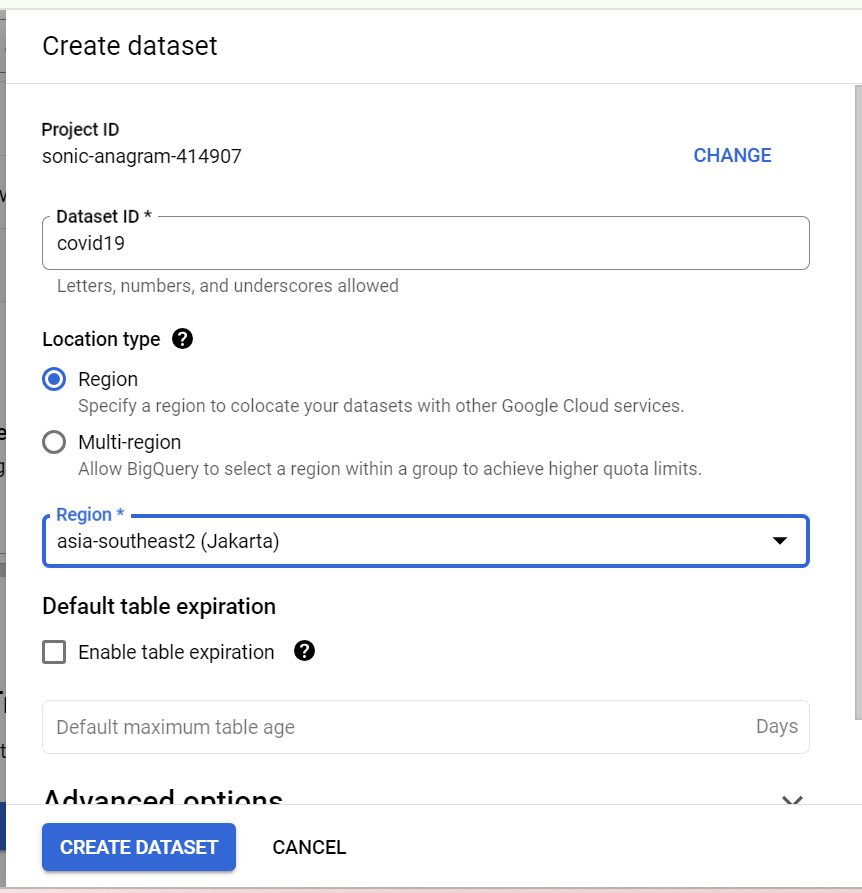 Create dataset
Project ID
sonic-anagram-414907
CHANGE
Dataset ID *
covid19
Letters, numbers, and underscores allowed
Location type
Region
Specify a region to colocate your datasets with other Google Cloud services.
Multi-region
Allow BigQuery to select a region within a group to achieve higher quota limits.
Region *
asia-southeast2 (Jakarta)
Default table expiration
Enable table expiration
Default maximum table age
Days
Advanced options
CREATE DATASET
CANCEL